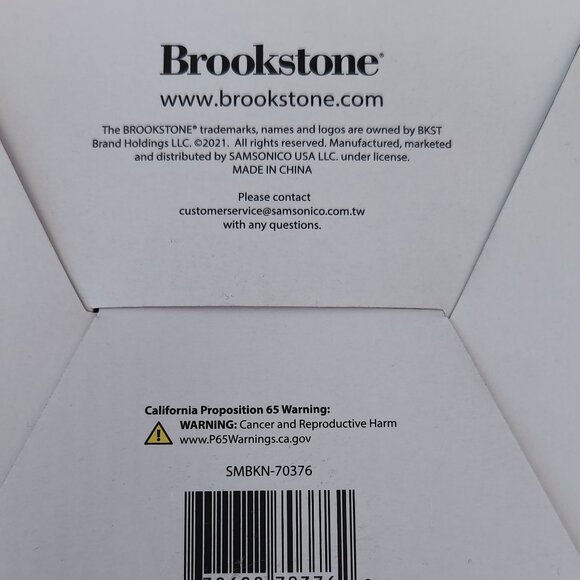 Brookstone®
www.brookstone.com
The BROOKSTONE® trademarks, names and logos are owned by BKST
Brand Holdings LLC. ©2021. All rights reserved. Manufactured, marketed
and distributed by SAMSONICO USA LLC. under license.
MADE IN CHINA
Please contact
customerservice@samsonico.com.tw
with any questions.
California Proposition 65 Warning:
WARNING: Cancer and Reproductive Harm
www.P65Warnings.ca.gov
SMBKN-70376